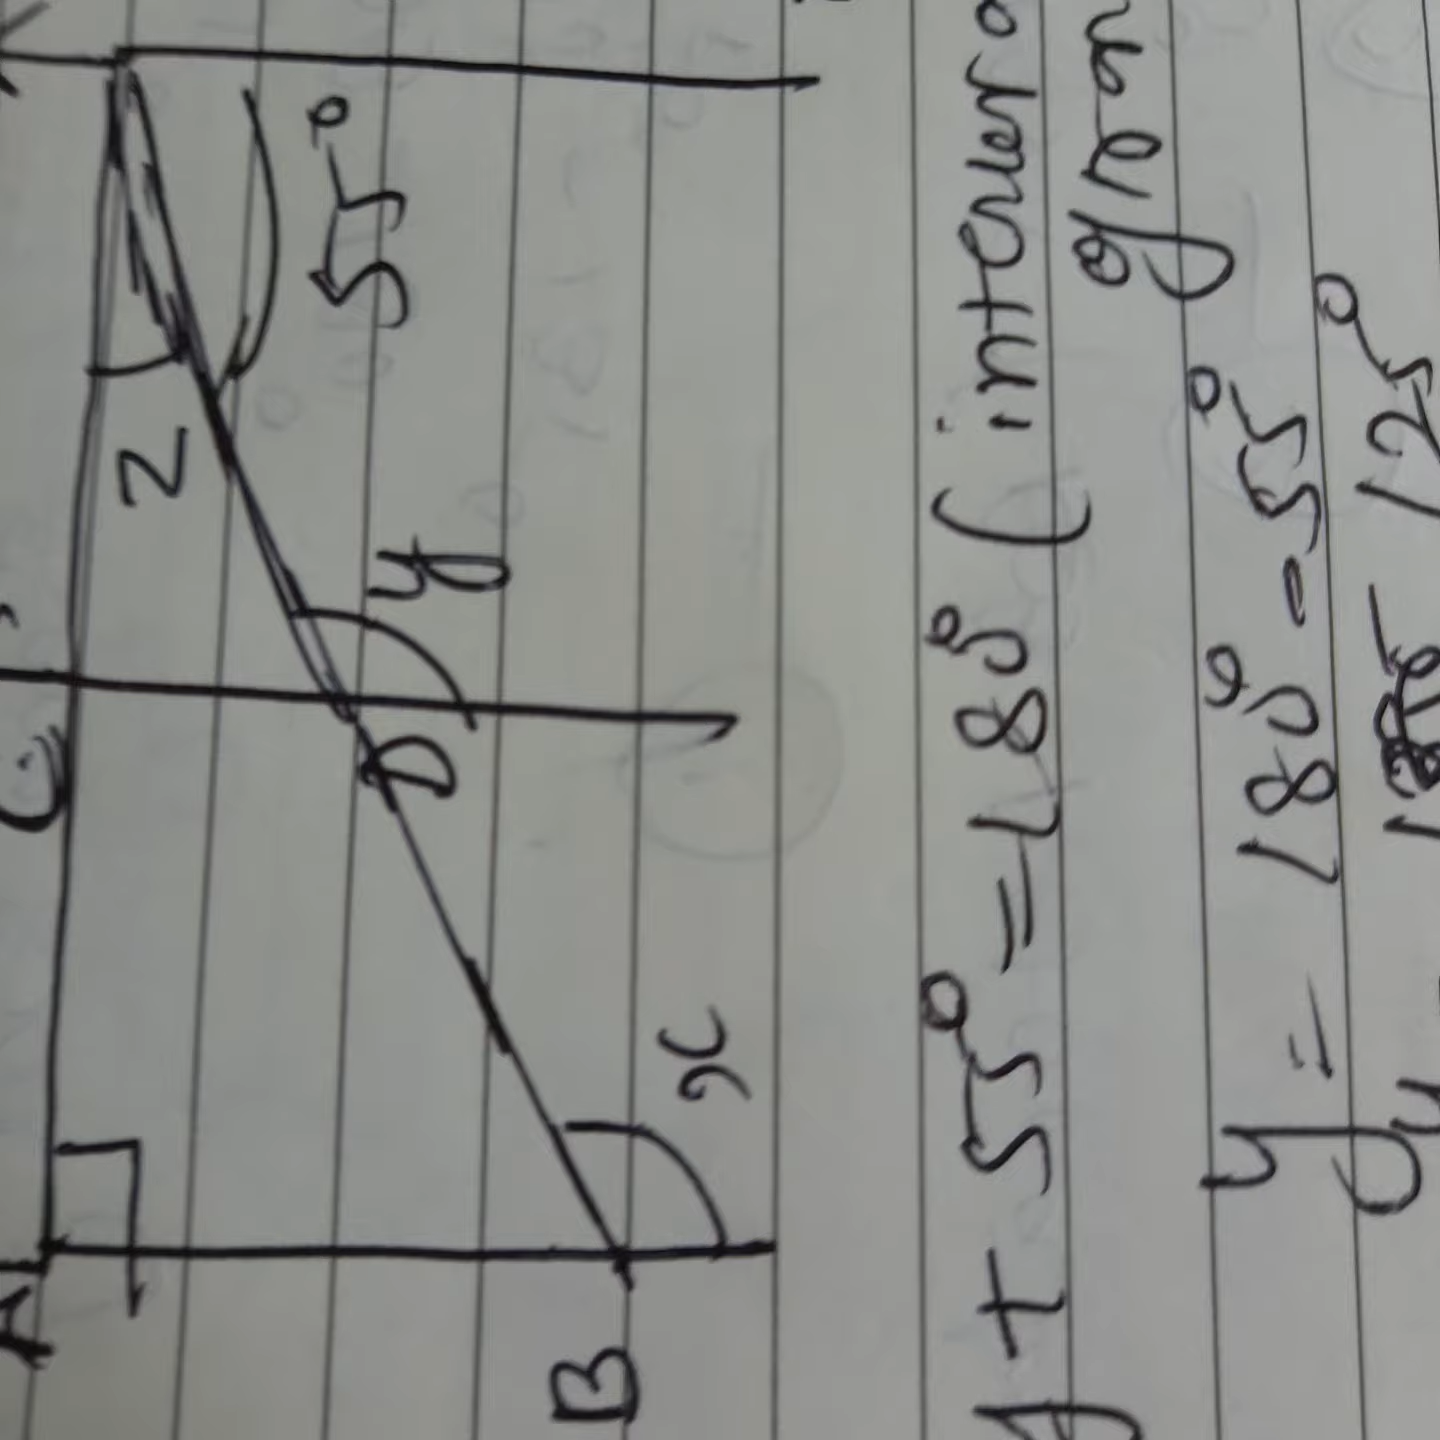 A C
z
B D y 55°
x
y + 55° = 180° (interior
y = 180° - 55°
125°